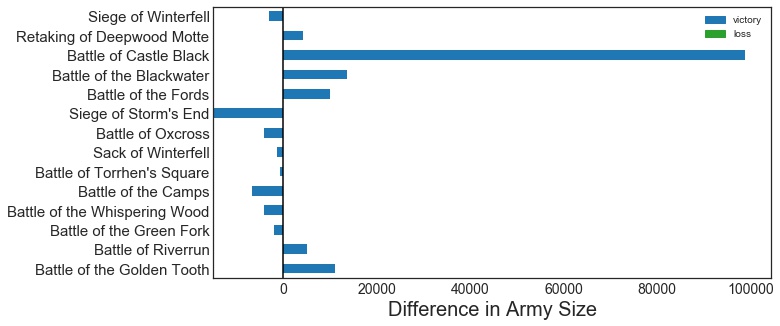 Siege of Winterfell
Retaking of Deepwood Motte
Battle of Castle Black
Battle of the Blackwater
Battle of the Fords
Siege of Storm's End
Battle of Oxcross
Sack of Winterfell
Battle of Torrhen's Square
Battle of the Camps
Battle of the Whispering Wood
Battle of the Green Fork
Battle of Riverrun
Battle of the Golden Tooth
victory
loss
0 20000 40000 60000 80000 100000
Difference in Army Size